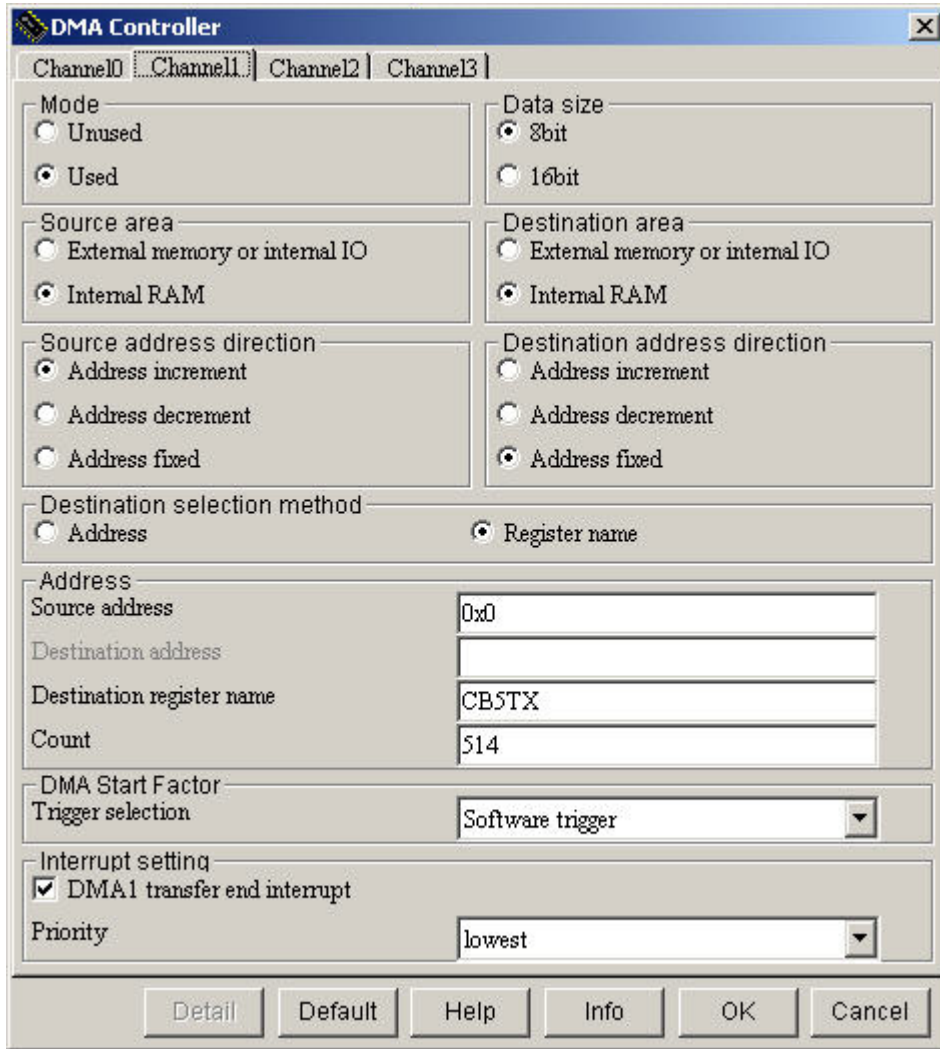 DMA Controller
Channel0 Channel1 Channel2 Channel3
Mode
Unused
Used
Data size
8bit
16bit
Source area
External memory or internal IO
Internal RAM
Destination area
External memory or internal IO
Internal RAM
Source address direction
Address increment
Address decrement
Address fixed
Destination address direction
Address increment
Address decrement
Address fixed
Destination selection method
Address Register name
Address
Source address 0x0
Destination address
Destination register name CB5TX
Count 514
DMA Start Factor
Trigger selection Software trigger
Interrupt setting
DMA1 transfer end interrupt
Priority lowest
Detail Default Help Info OK Cancel